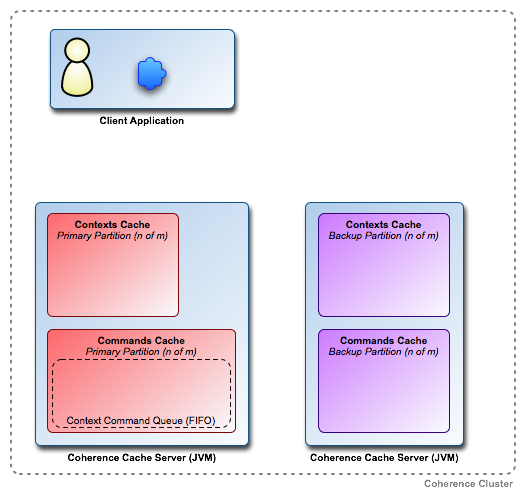 Client Application
Contexts Cache
Primary Partition (n of m)
Commands Cache
Primary Partition (n of m)
Context Command Queue (FIFO)
Coherence Cache Server (JVM)
Contexts Cache
Backup Partition (n of m)
Commands Cache
Backup Partition (n of m)
Coherence Cache Server (JVM)
Coherence Cluster